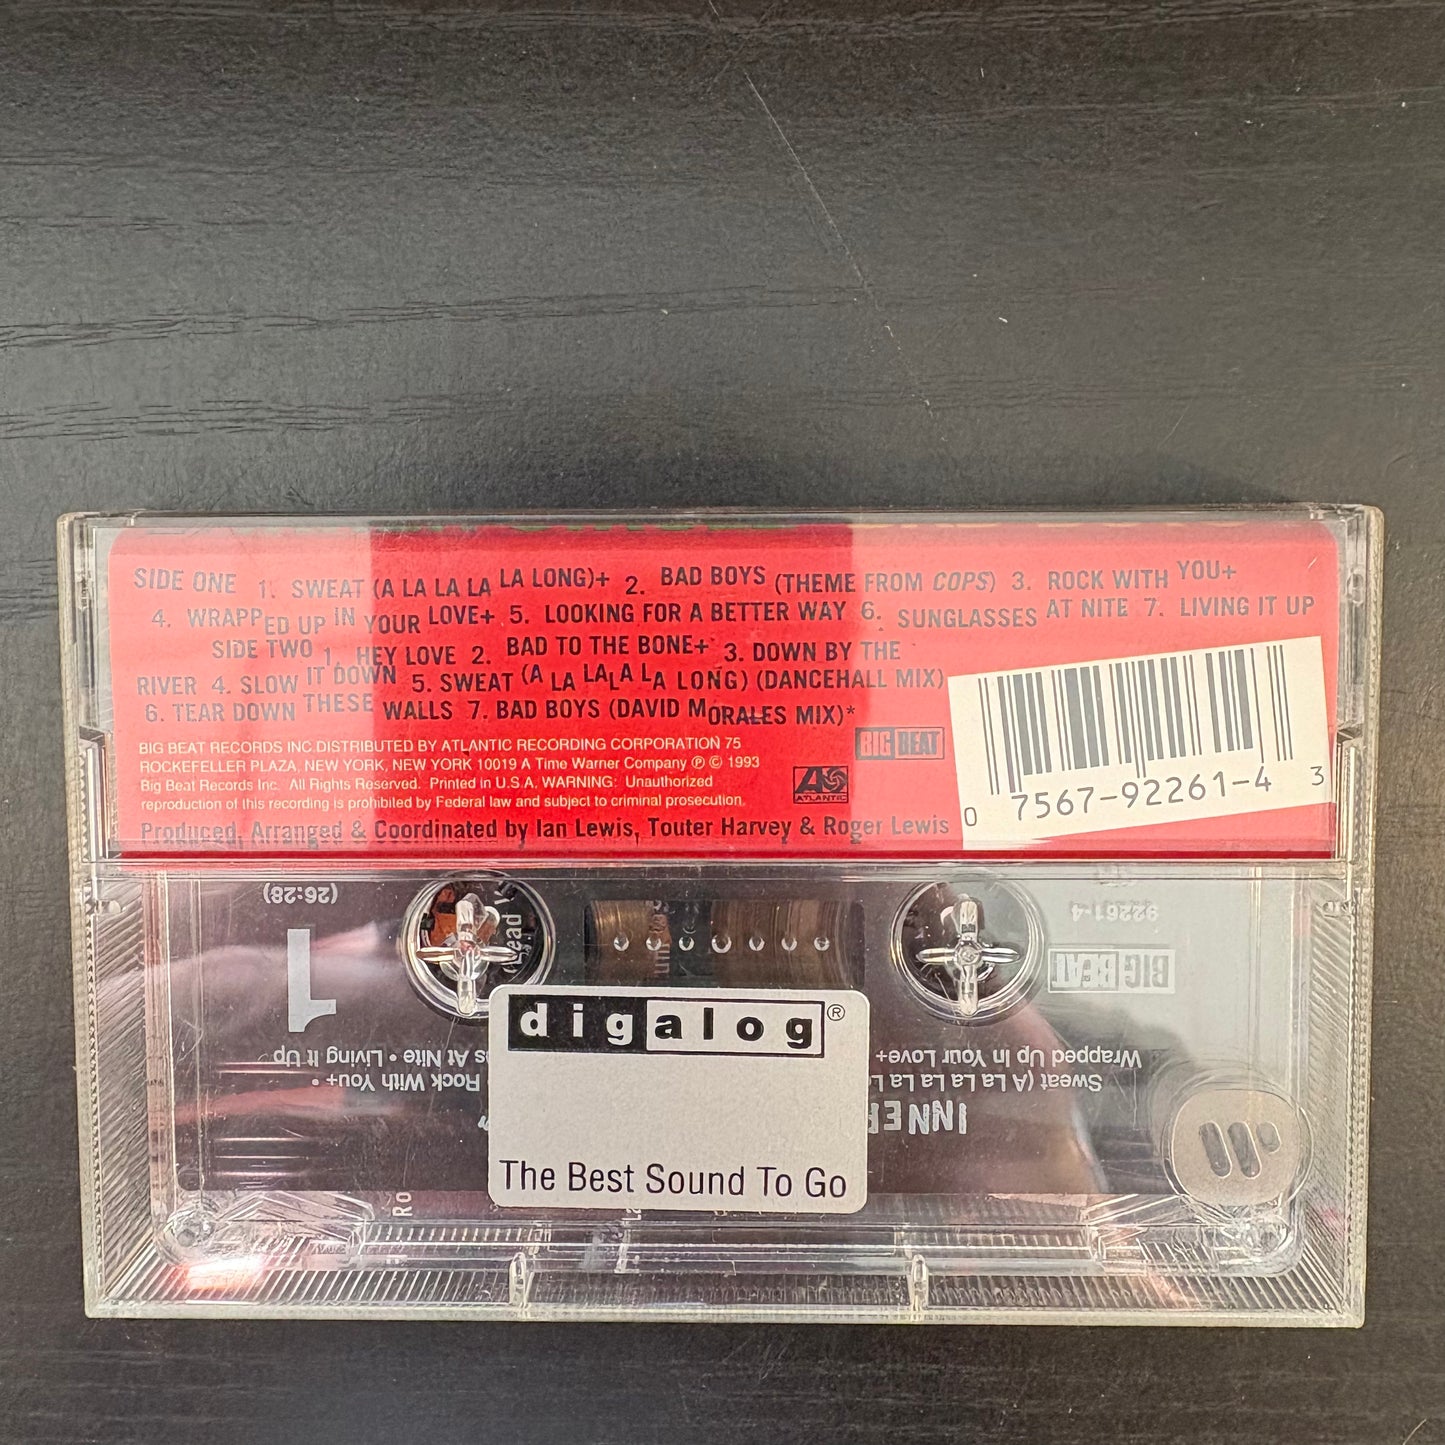 SIDE ONE 1. SWEAT (A LA LA LA LA LONG)+ 2. BAD BOYS (THEME FROM COPS) 3. ROCK WITH YOU+
4. WRAPPED UP IN YOUR LOVE+ 5. LOOKING FOR A BETTER WAY 6. SUNGLASSES AT NITE 7. LIVING IT UP
SIDE TWO 1. HEY LOVE 2. BAD TO THE BONE+ 3. DOWN BY THE
RIVER 4. SLOW IT DOWN 5. SWEAT (A LA LA LA LA LONG) (DANCEHALL MIX)
6. TEAR DOWN THESE WALLS 7. BAD BOYS (DAVID MORALES MIX)*
BIG BEAT RECORDS INC. DISTRIBUTED BY ATLANTIC RECORDING CORPORATION 75
ROCKEFELLER PLAZA, NEW YORK, NEW YORK 10019 A Time Warner Company ℗ © 1993
Big Beat Records Inc. All Rights Reserved. Printed in U.S.A. WARNING: Unauthorized
reproduction of this recording is prohibited by Federal law and subject to criminal prosecution.
Produced, Arranged & Coordinated by Ian Lewis, Touter Harvey & Roger Lewis
BIG BEAT
ATLANTIC
0 7567-92261-4 3
(26:28)
92261-4
1
BIG BEAT
Wrapped Up In Your Love+
At Nite • Living It Up
Sweat (A La La La La
Rock With You+ •
INNER
digalog®
The Best Sound To Go